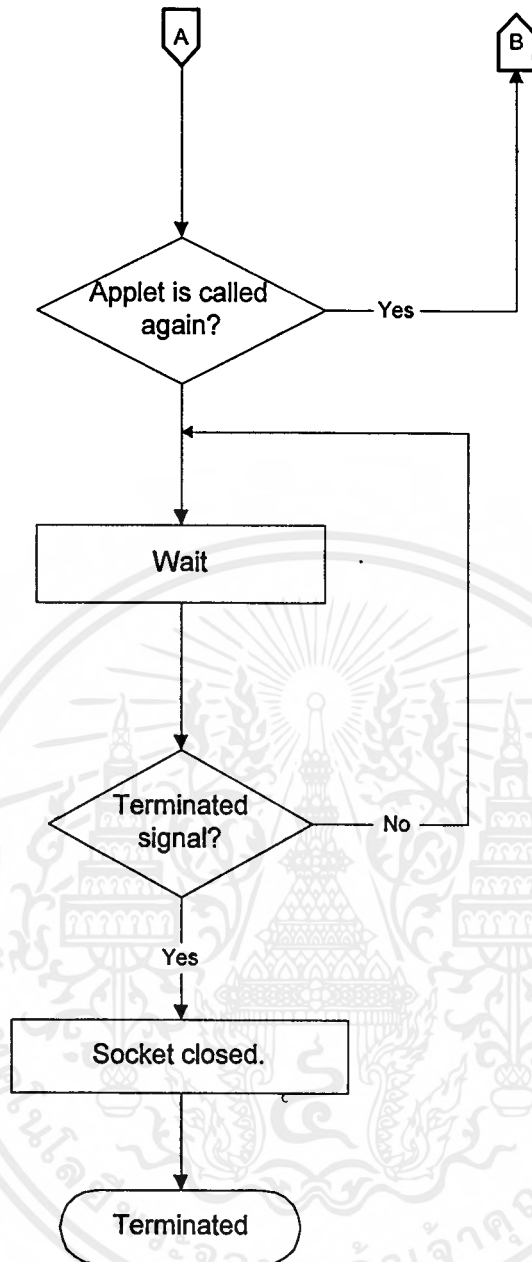 A
B
Applet is called
again?
Yes
Wait
Terminated
signal?
No
Yes
Socket closed.
Terminated